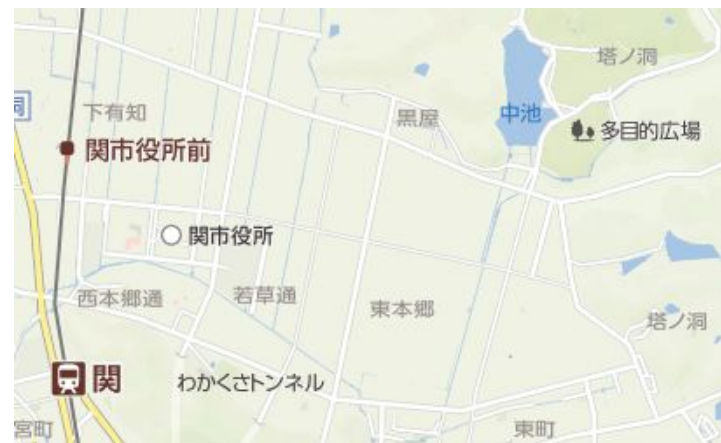 塔ノ洞
洞
下有知
黒屋
中池
多目的広場
関市役所前
関市役所
西本郷通
若草通
東本郷
塔ノ洞
関
わかくさトンネル
宮町
東町